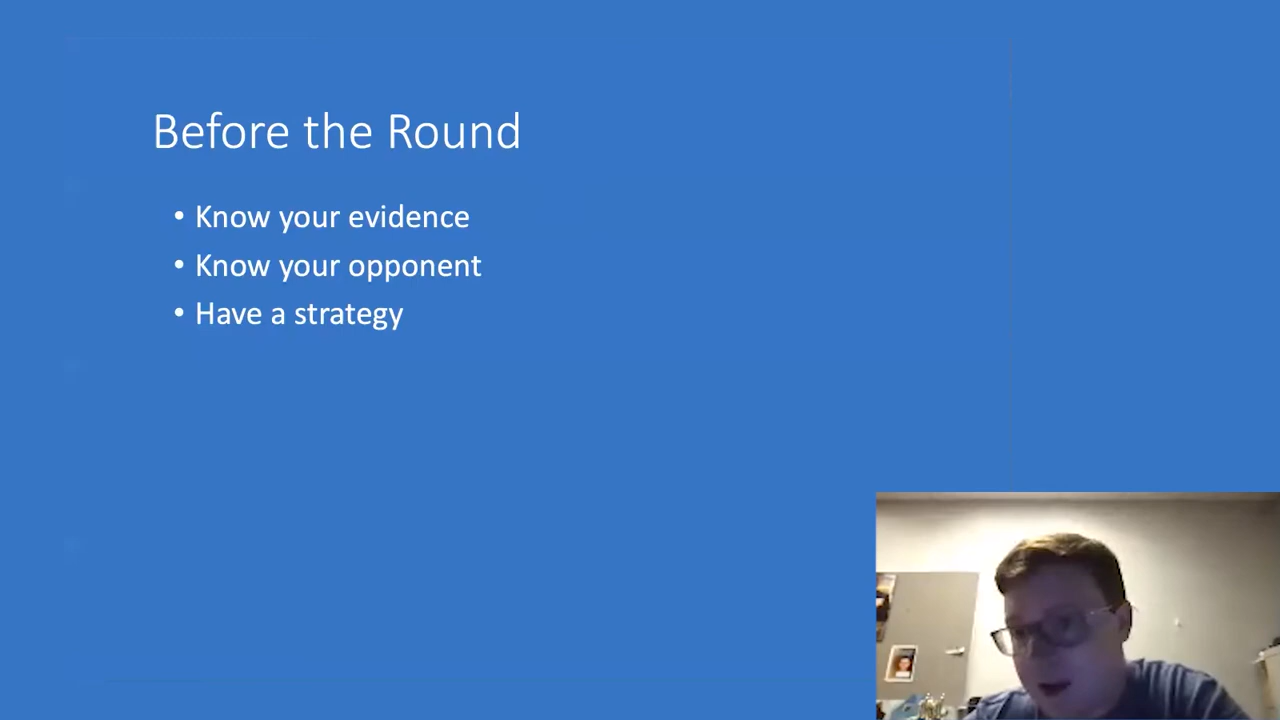 Before the Round
• Know your evidence
• Know your opponent
• Have a strategy